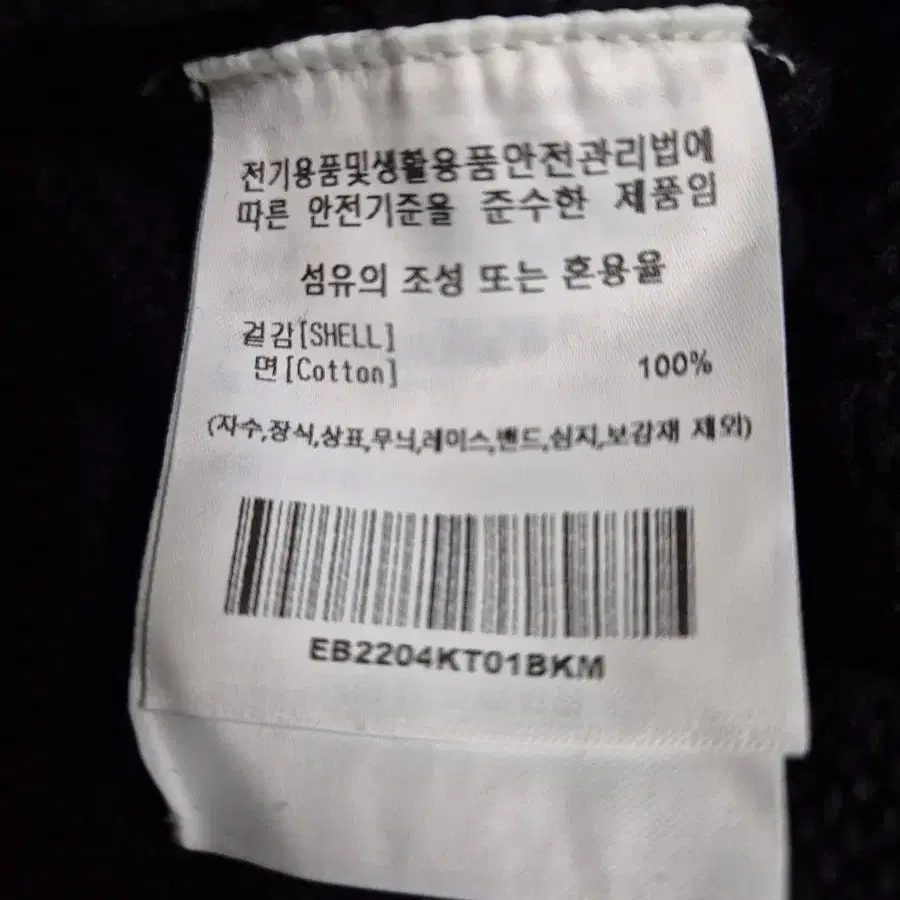 전기용품및생활용품안전관리법에
따른 안전기준을 준수한 제품임
섬유의 조성 또는 혼용율
겉감[SHELL]
면[Cotton] 100%
(자수,장식,상표,무늬,레이스,밴드,심지,보강재 제외)
EB2204KT01BKM